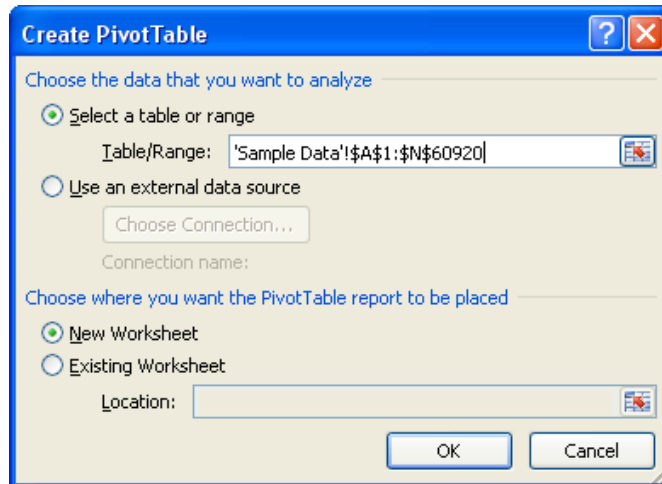 Create PivotTable
Choose the data that you want to analyze
Select a table or range
Table/Range: 'Sample Data'!$A$1:$N$60920
Use an external data source
Choose Connection...
Connection name:
Choose where you want the PivotTable report to be placed
New Worksheet
Existing Worksheet
Location:
OK Cancel